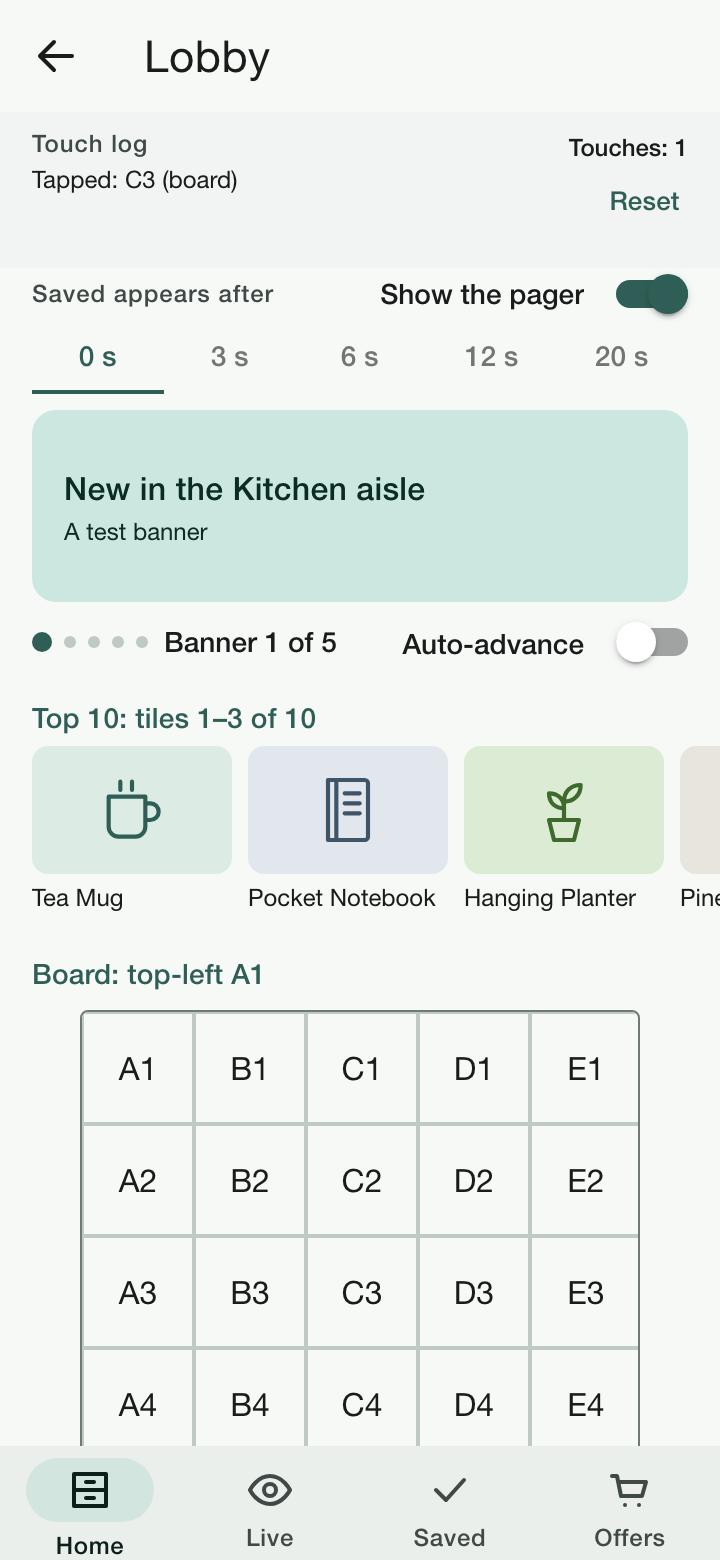 Lobby
Touch log
Touches: 1
Tapped: C3 (board)
Reset
Saved appears after
Show the pager
0 s
3 s
6 s
12 s
20 s
New in the Kitchen aisle
A test banner
Banner 1 of 5
Auto-advance
Top 10: tiles 1–3 of 10
Tea Mug
Pocket Notebook
Hanging Planter
Pine
Board: top-left A1
A1 B1 C1 D1 E1
A2 B2 C2 D2 E2
A3 B3 C3 D3 E3
A4 B4 C4 D4 E4
Home
Live
Saved
Offers